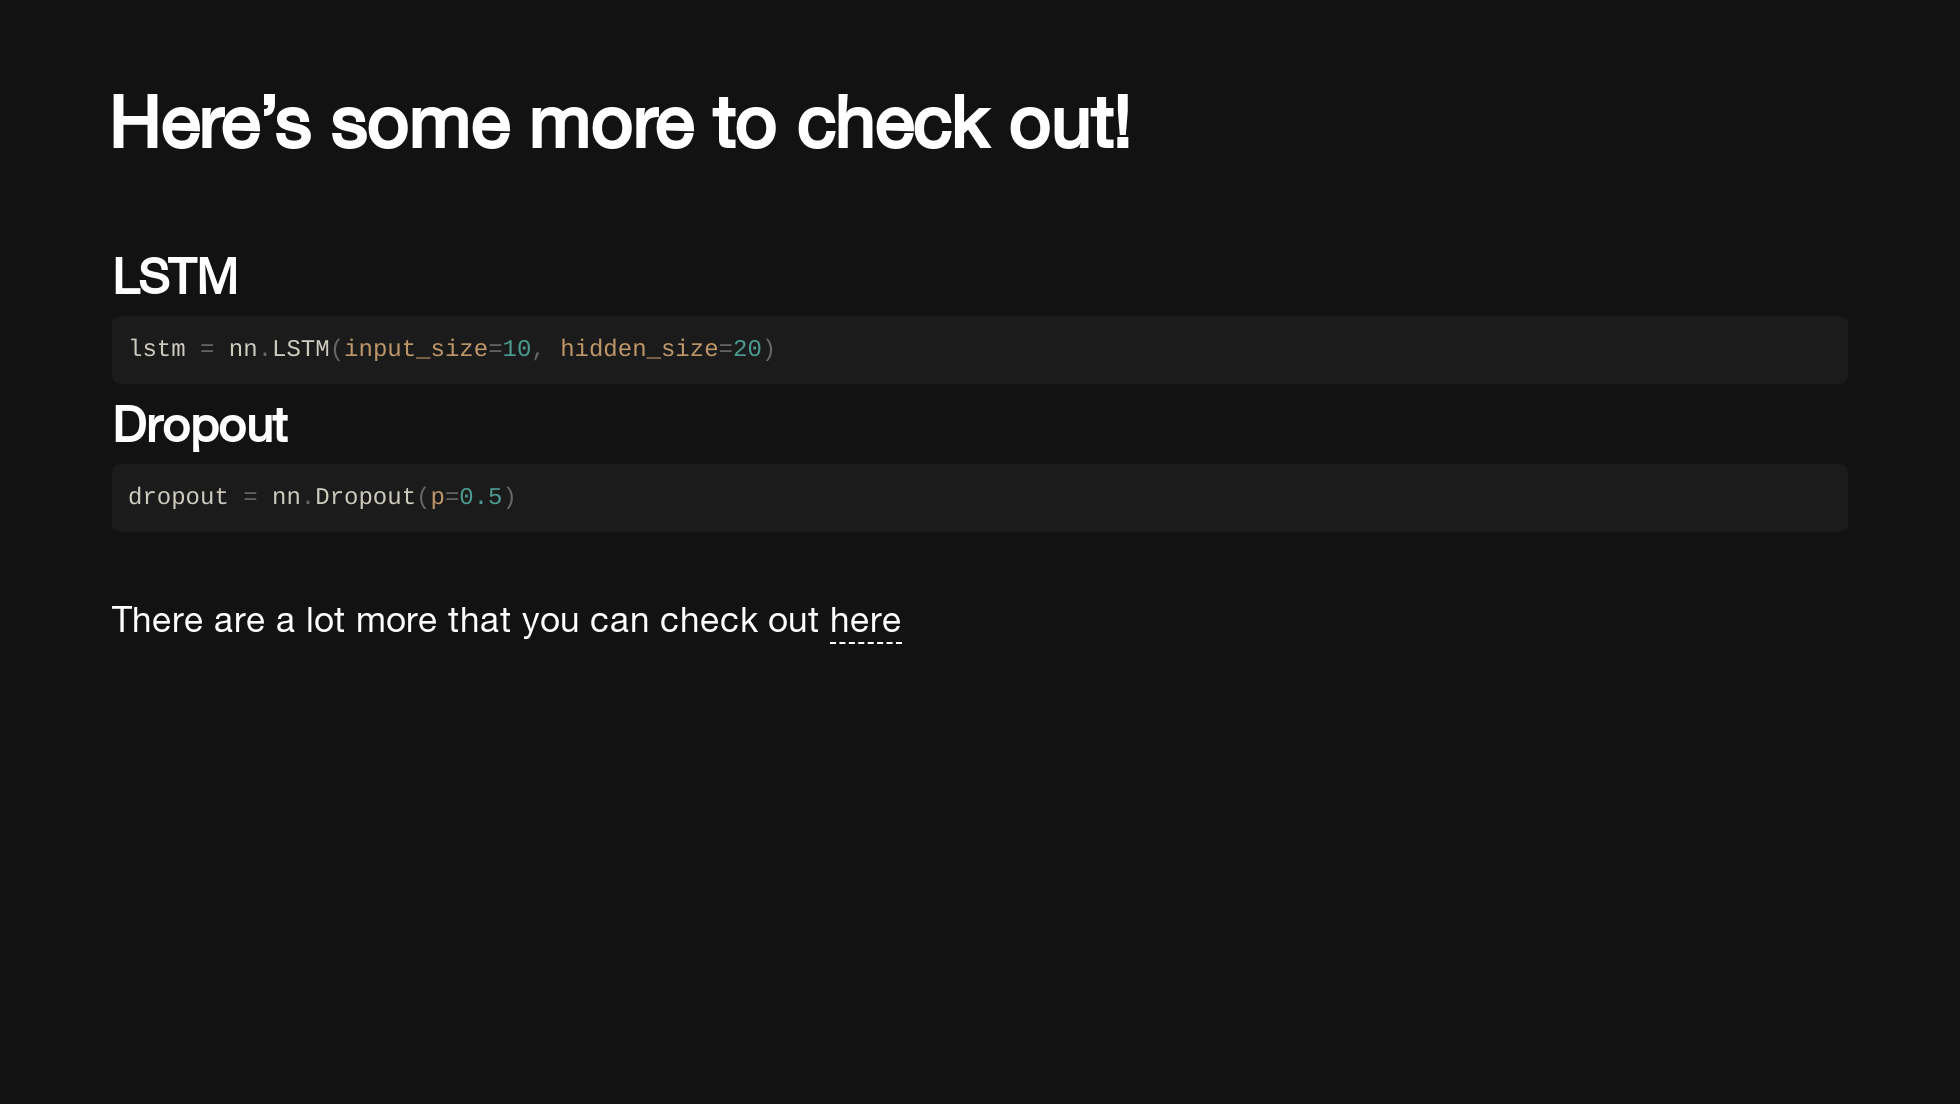 Here’s some more to check out!
LSTM
lstm = nn.LSTM(input_size=10, hidden_size=20)
Dropout
dropout = nn.Dropout(p=0.5)
There are a lot more that you can check out here